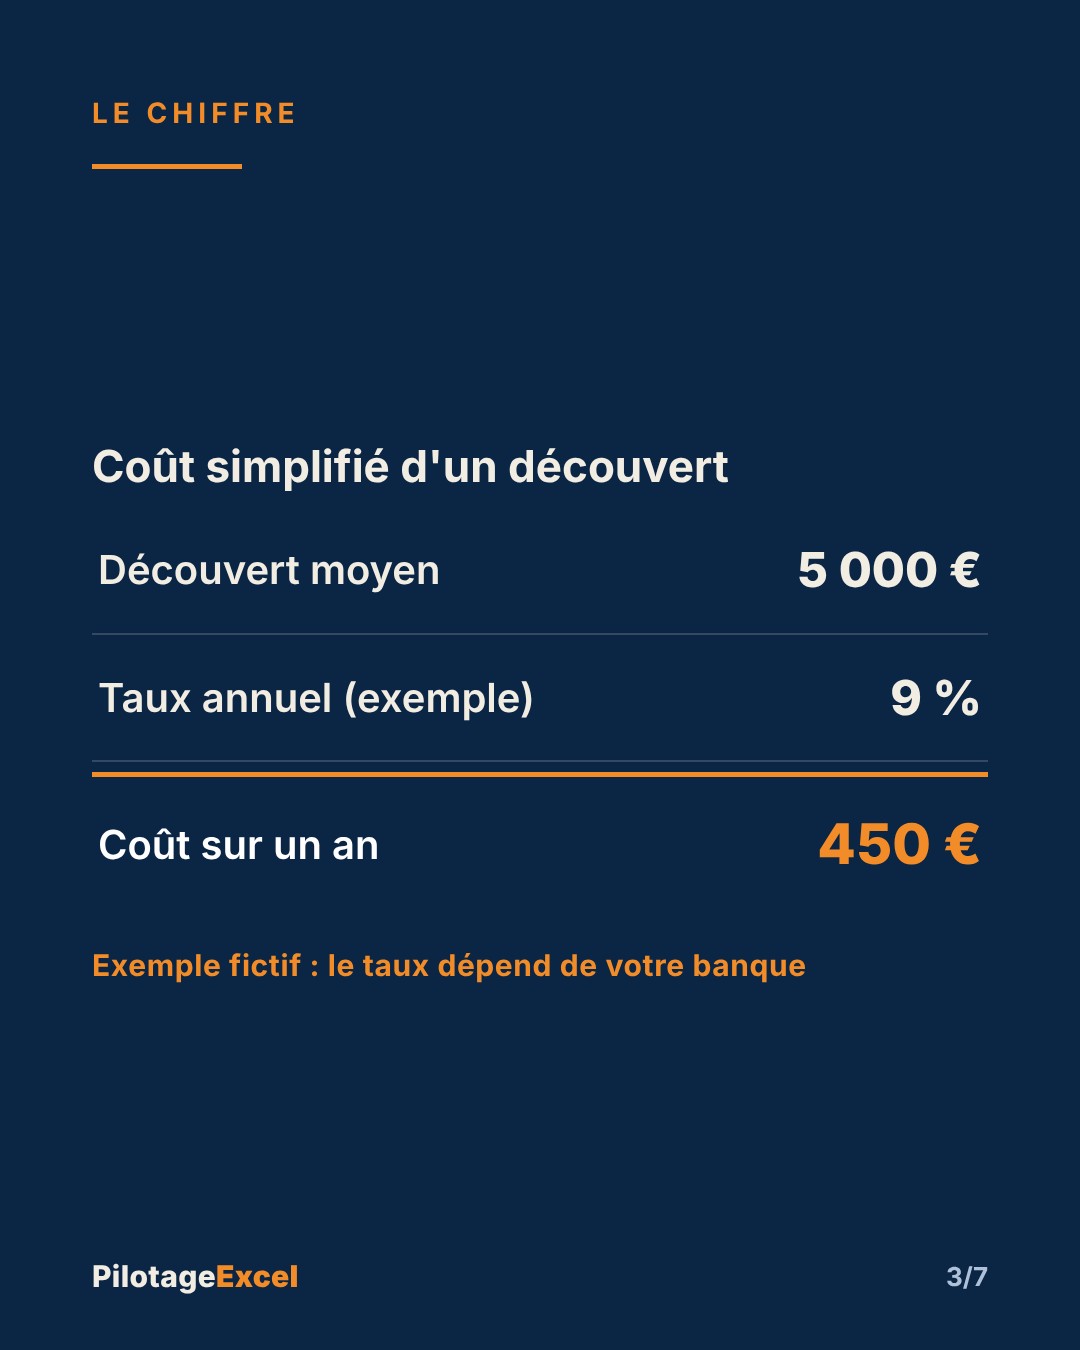 LE CHIFFRE
Coût simplifié d'un découvert
Découvert moyen 5 000 €
Taux annuel (exemple) 9 %
Coût sur un an 450 €
Exemple fictif : le taux dépend de votre banque
PilotageExcel 3/7